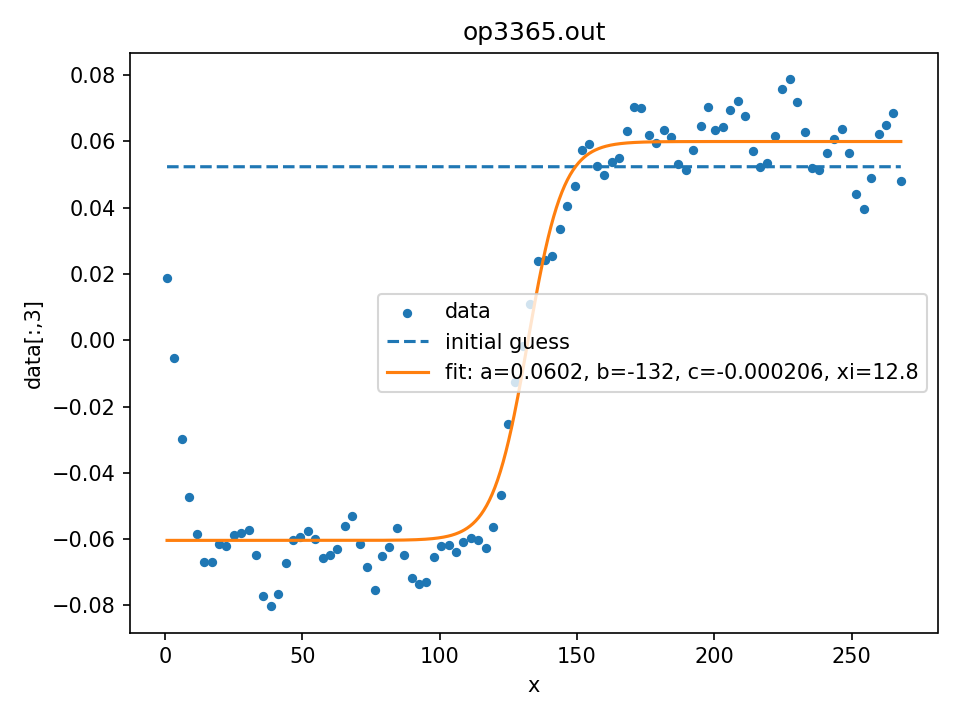 op3365.out
0.08
0.06
0.04
0.02
0.00
−0.02
−0.04
−0.06
−0.08
data[:,3]
data
initial guess
fit: a=0.0602, b=-132, c=-0.000206, xi=12.8
0 50 100 150 200 250
x